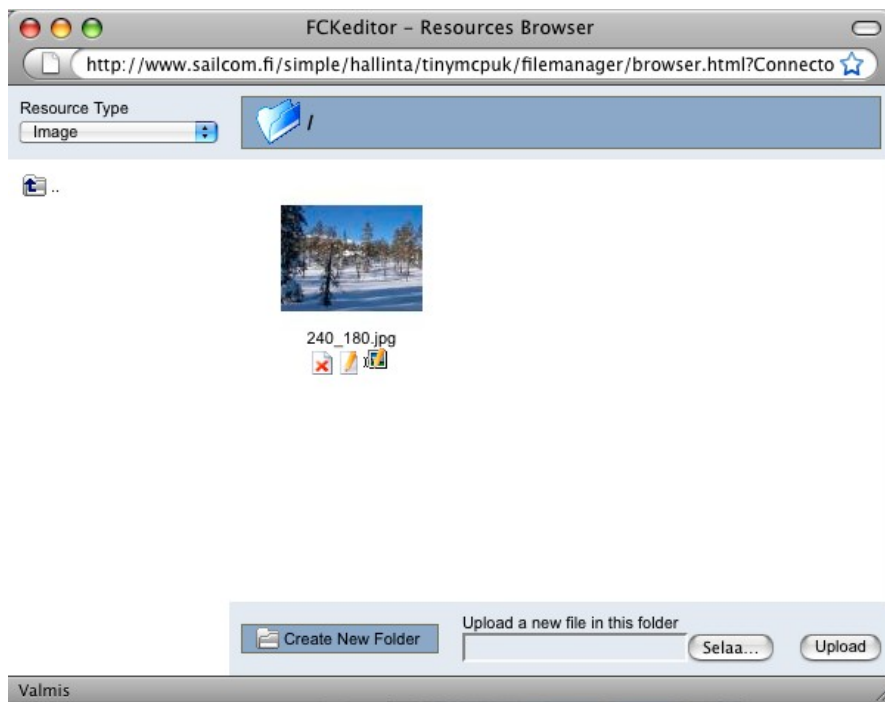 FCKeditor – Resources Browser
http://www.sailcom.fi/simple/hallinta/tinymcpuk/filemanager/browser.html?Connecto
Resource Type
Image
/
..
240_180.jpg
Upload a new file in this folder
Create New Folder
Selaa...
Upload
Valmis